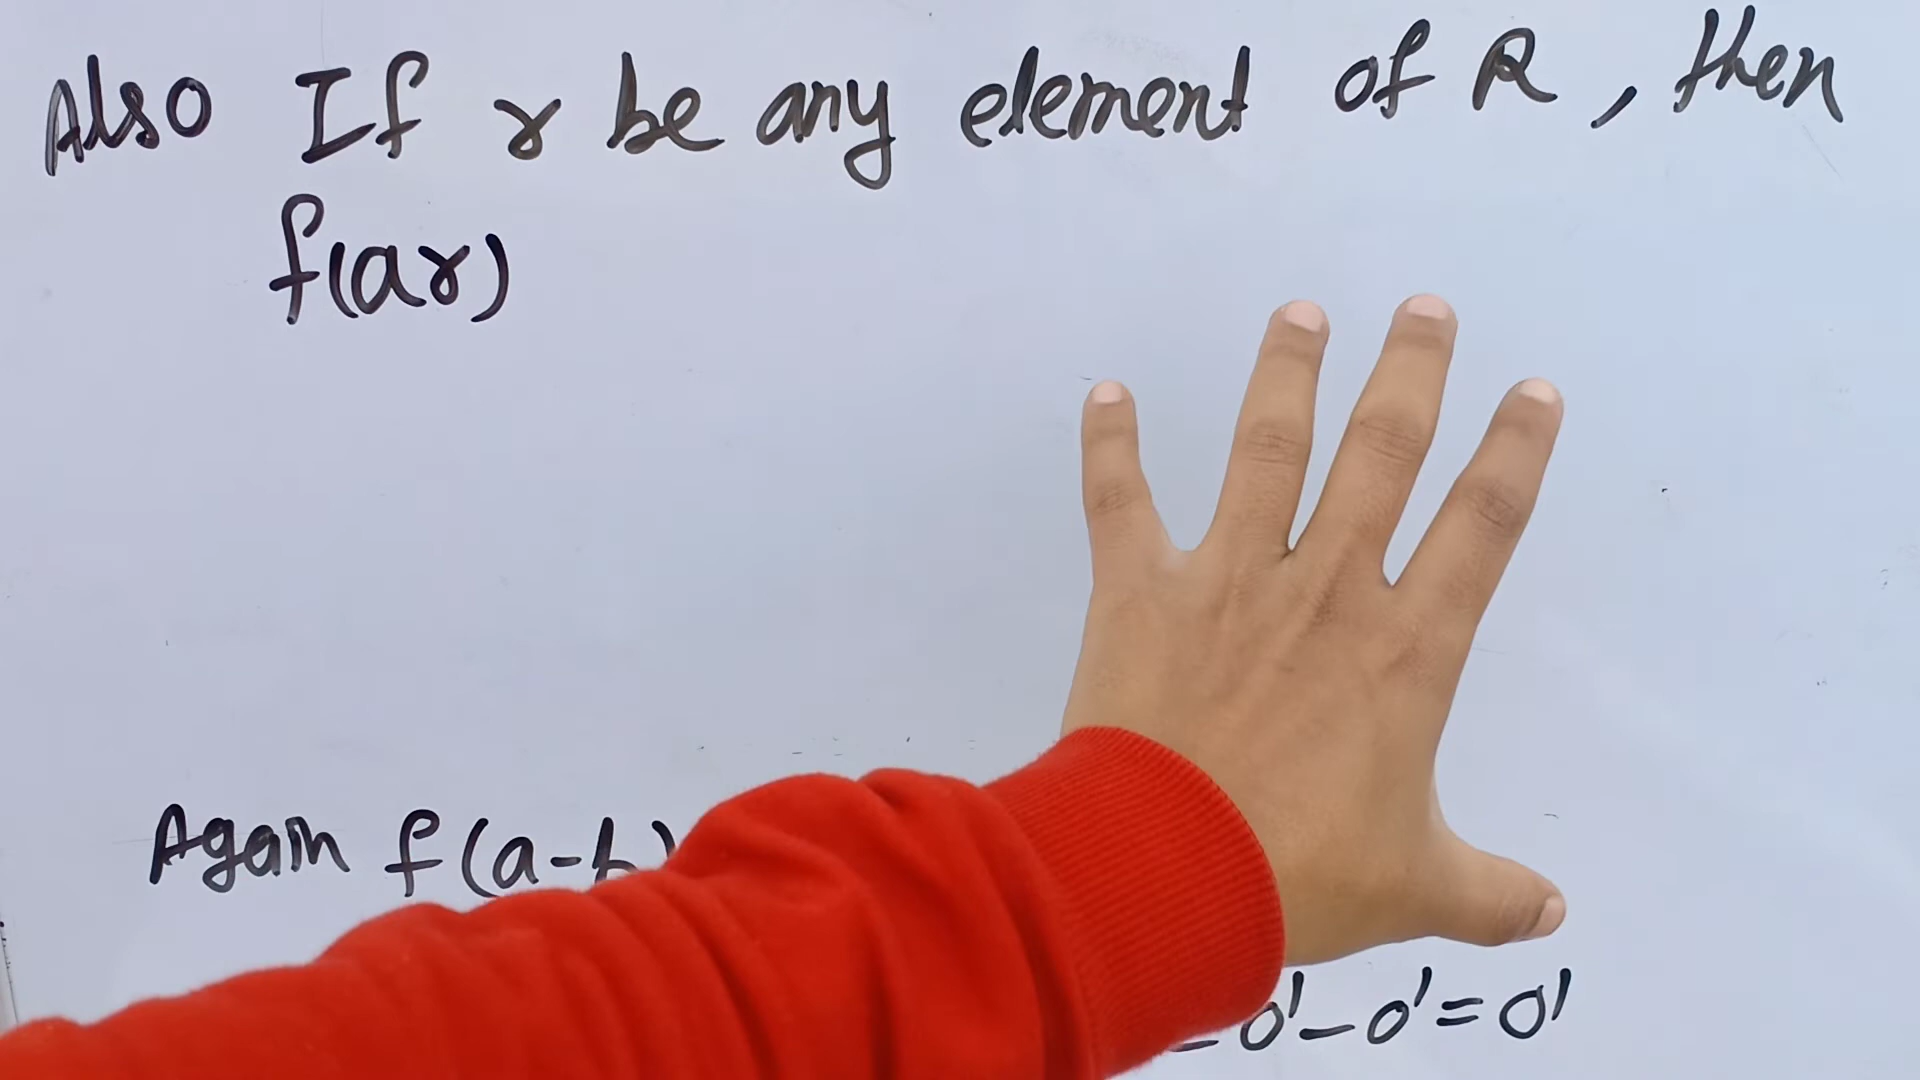 Also If r be any element of R, then
f(ar)
Again f(a-b)
0'-0'=0'